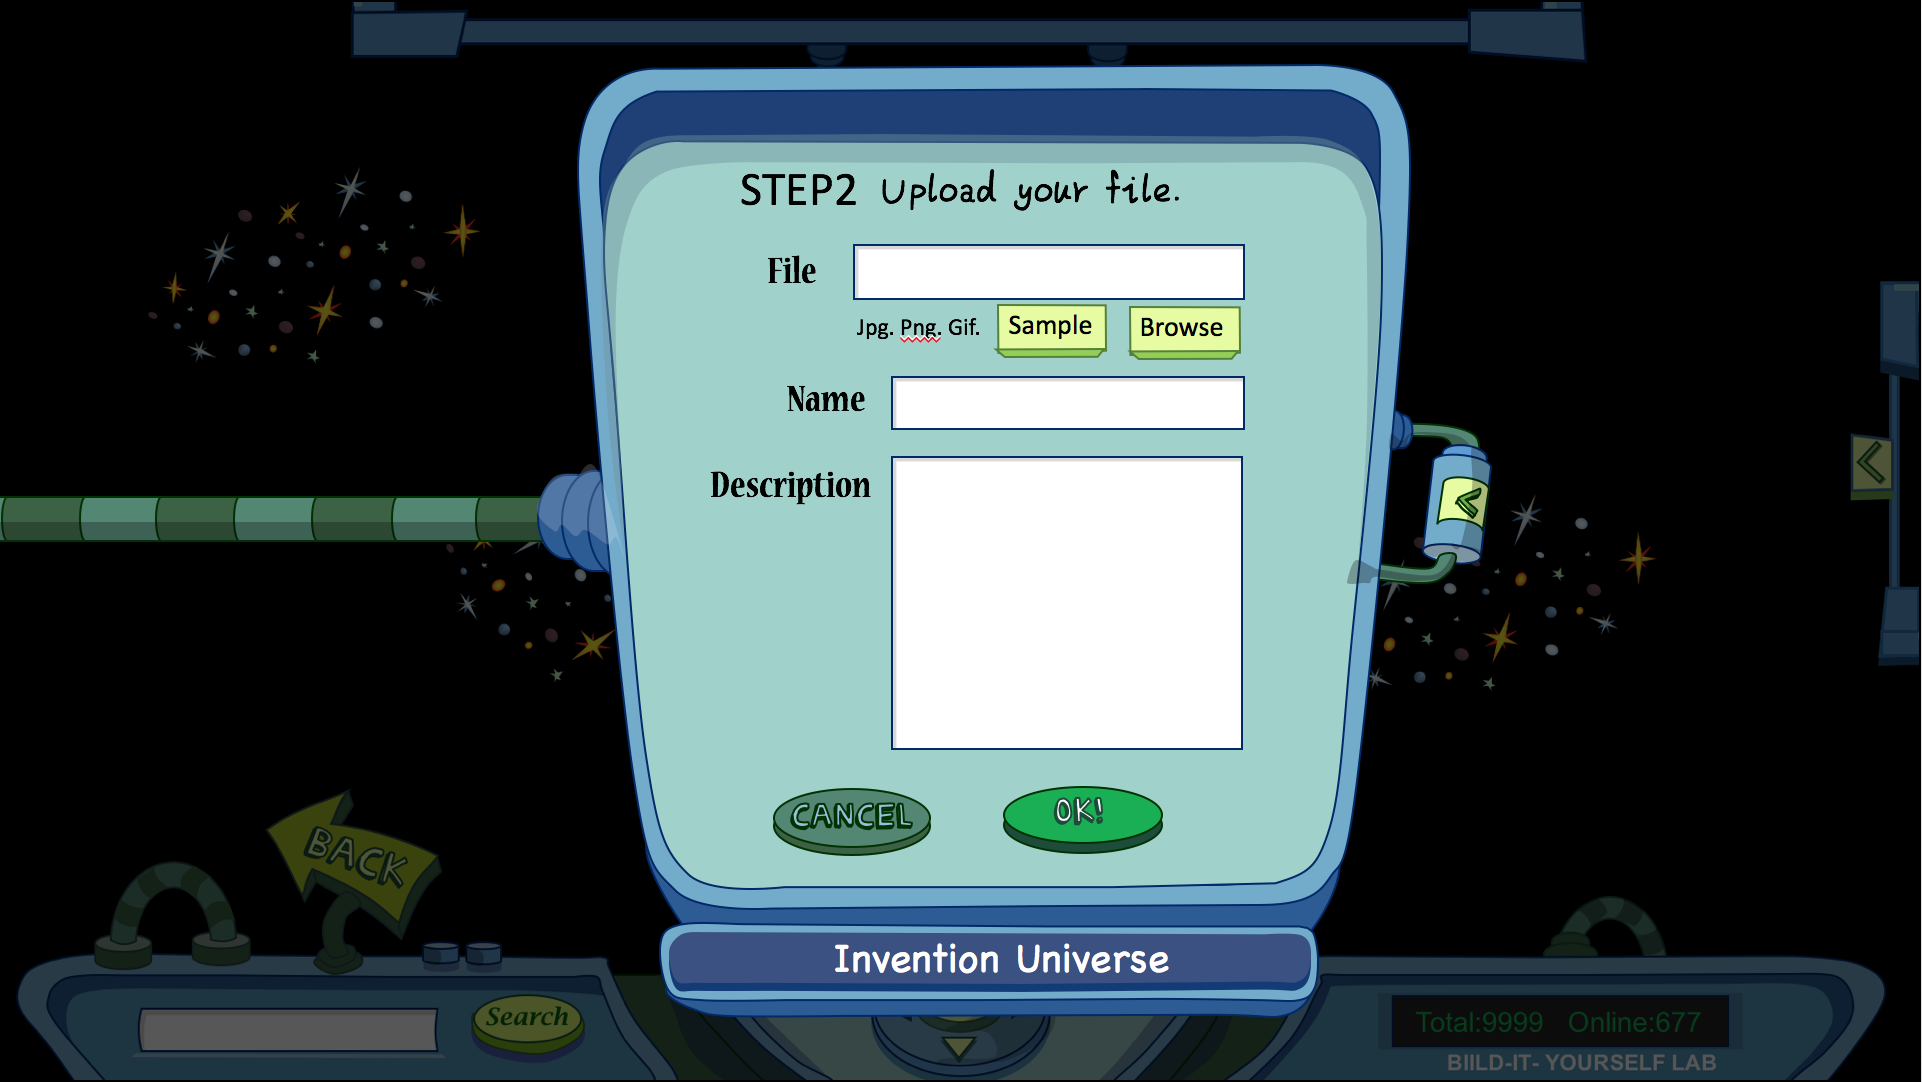 STEP2 Upload your file.
File
Jpg. Png. Gif. Sample Browse
Name
Description
CANCEL OK!
BACK
Invention Universe
Search
Total:9999 Online:677
BIILD-IT- YOURSELF LAB